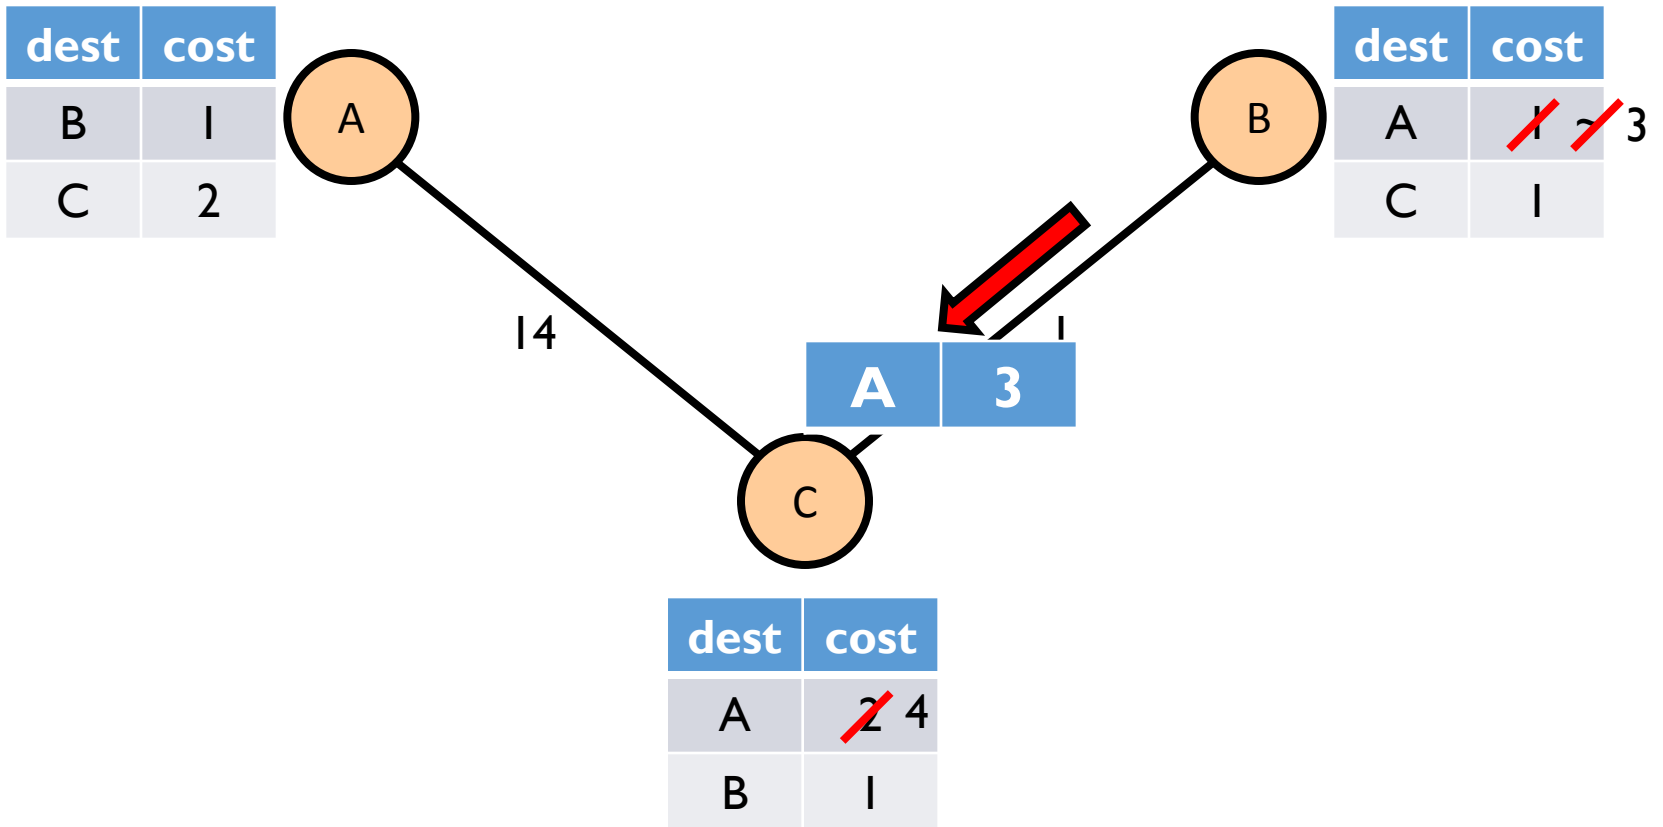 dest cost
B 1
C 2
A
B
dest cost
A 1 ~ 3
C 1
14
1
A 3
C
dest cost
A 2 4
B 1